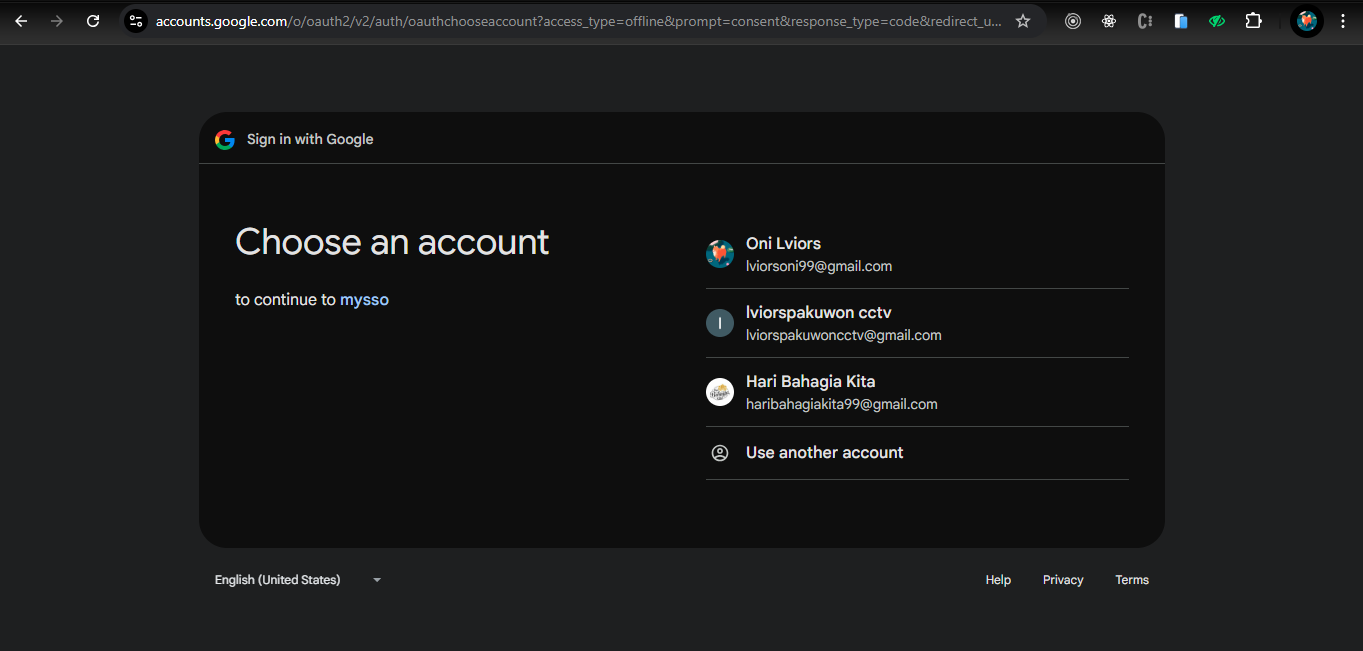 accounts.google.com/o/oauth2/v2/auth/oauthchooseaccount?access_type=offline&prompt=consent&response_type=code&redirect_u...
Sign in with Google
Choose an account
to continue to mysso
Oni Lviors
lviorsoni99@gmail.com
I
lviorspakuwon cctv
lviorspakuwoncctv@gmail.com
Hari Bahagia Kita
haribahagiakita99@gmail.com
Use another account
English (United States)
Help
Privacy
Terms